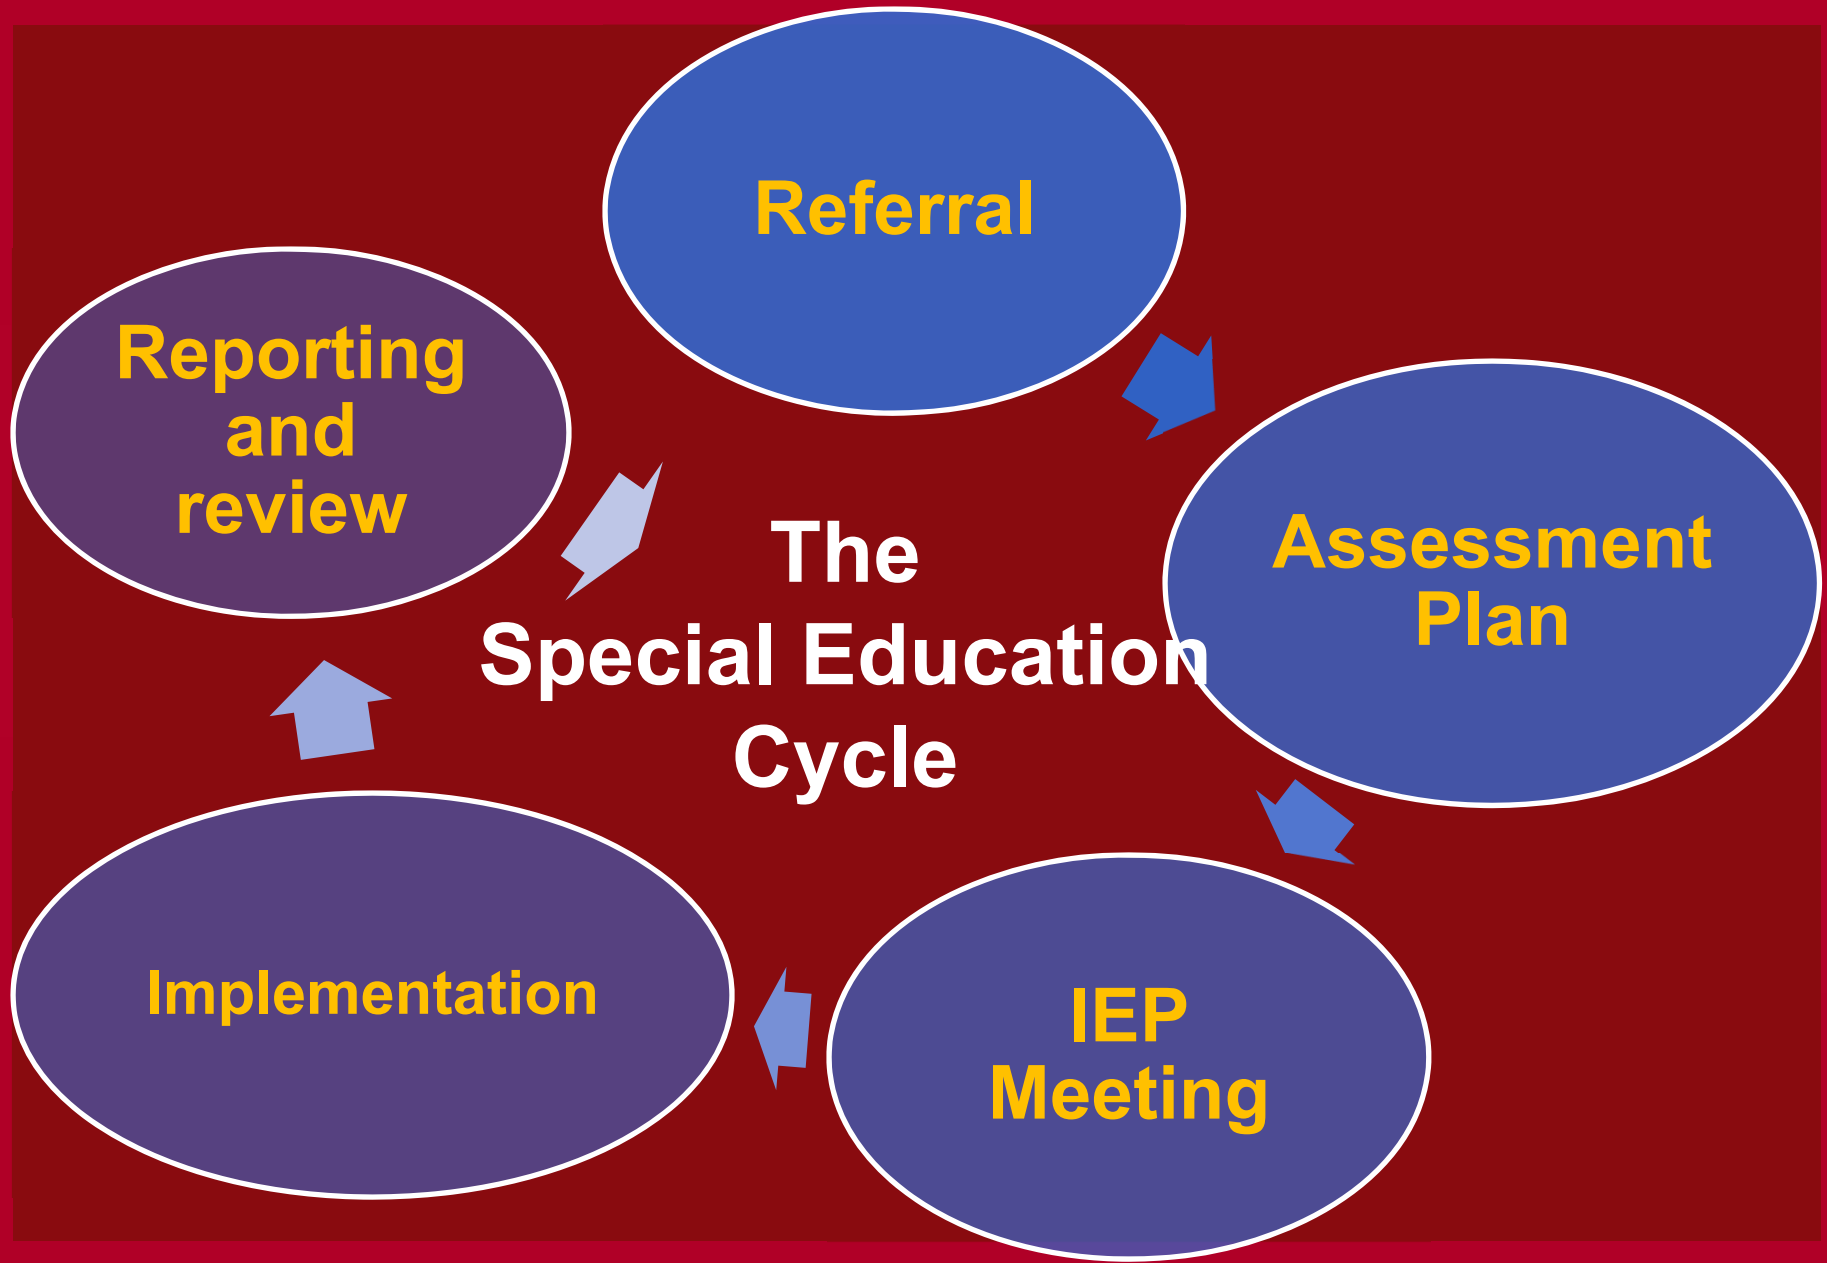 Referral
Reporting
and
review
The
Special Education
Cycle
Assessment
Plan
Implementation
IEP
Meeting